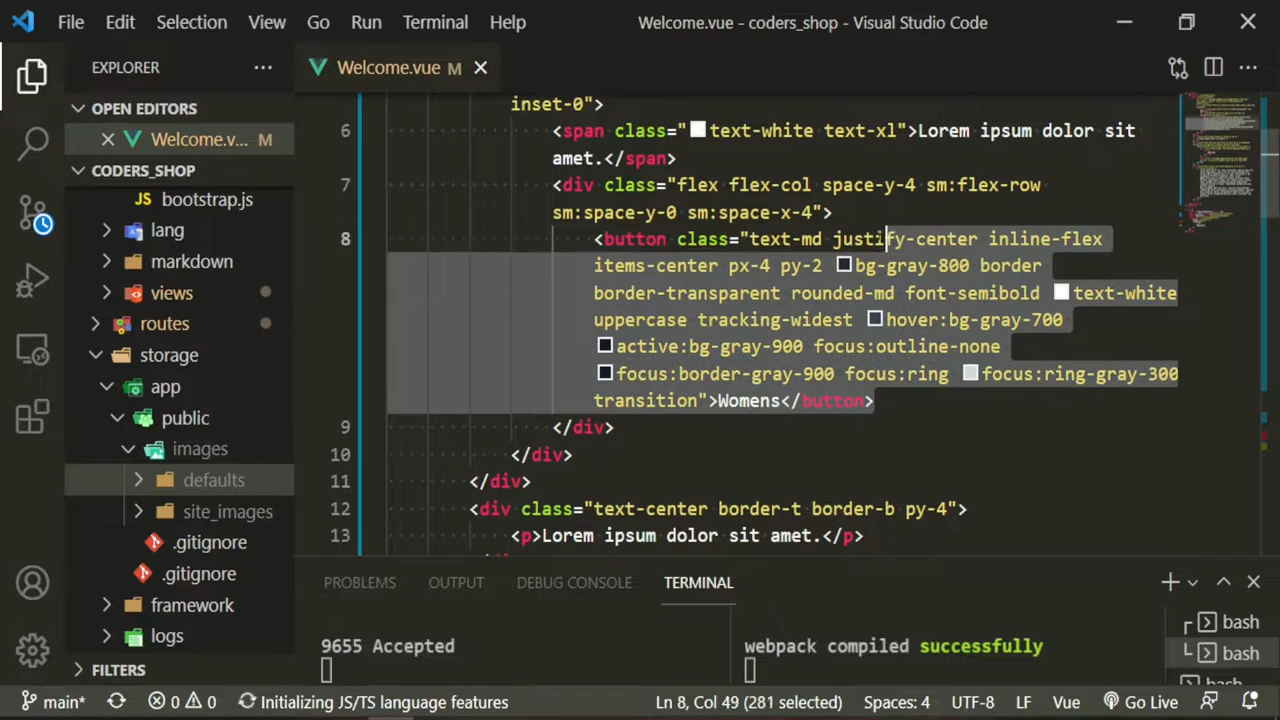 File Edit Selection View Go Run Terminal Help
Welcome.vue - coders_shop - Visual Studio Code
EXPLORER
OPEN EDITORS
Welcome.v... M
CODERS_SHOP
JS bootstrap.js
lang
markdown
views
routes
storage
app
public
images
defaults
site_images
.gitignore
.gitignore
framework
logs
FILTERS
Welcome.vue M
inset-0">
6 <span class="text-white text-xl">Lorem ipsum dolor sit
amet.</span>
7 <div class="flex flex-col space-y-4 sm:flex-row
sm:space-y-0 sm:space-x-4">
8 <button class="text-md justify-center inline-flex
items-center px-4 py-2 bg-gray-800 border
border-transparent rounded-md font-semibold text-white
uppercase tracking-widest hover:bg-gray-700
active:bg-gray-900 focus:outline-none
focus:border-gray-900 focus:ring focus:ring-gray-300
transition">Womens</button>
9 </div>
10 </div>
11 </div>
12 <div class="text-center border-t border-b py-4">
13 <p>Lorem ipsum dolor sit amet.</p>
PROBLEMS OUTPUT DEBUG CONSOLE TERMINAL
9655 Accepted
webpack compiled successfully
bash
bash
main* 0 0 Initializing JS/TS language features
Ln 8, Col 49 (281 selected) Spaces: 4 UTF-8 LF Vue Go Live